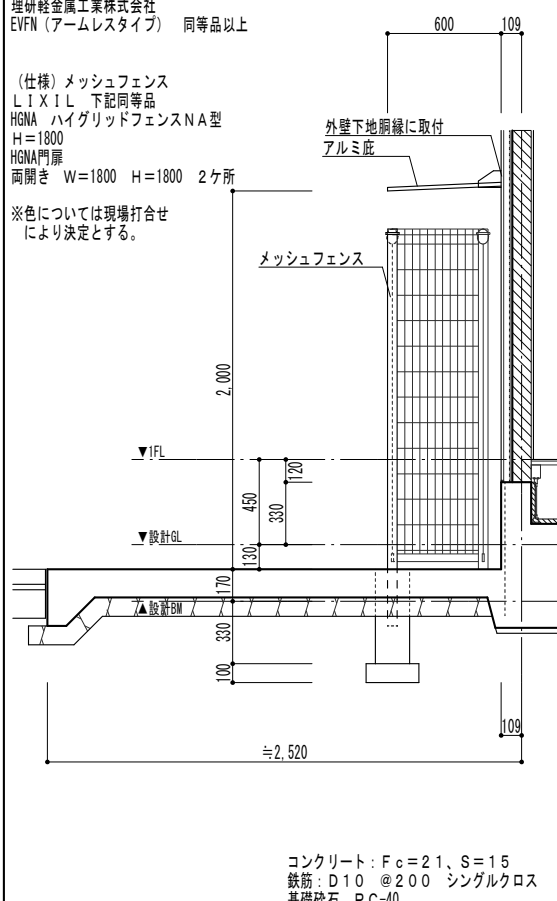 理研軽金属工業株式会社
EVFN（アームレスタイプ）　同等品以上
（仕様）メッシュフェンス
ＬＩＸＩＬ　下記同等品
HGNA　ハイグリッドフェンスＮＡ型
H=1800
HGNA門扉
両開き　W=1800　H=1800　２ケ所
※色については現場打合せ
により決定とする。
600
109
外壁下地胴縁に取付
アルミ庇
メッシュフェンス
2,000
▼1FL
120
450
330
▼設計GL
130
170
▲設計BM
330
100
109
≒2,520
コンクリート：Ｆｃ＝２１、Ｓ＝１５
鉄筋：Ｄ１０　＠２００　シングルクロス
基礎砕石　ＲＣ-40